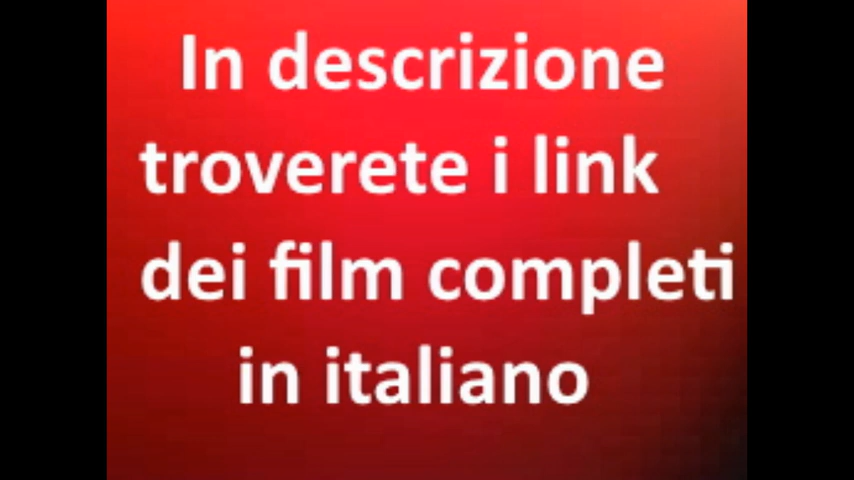 In descrizione
troverete i link
dei film completi
in italiano